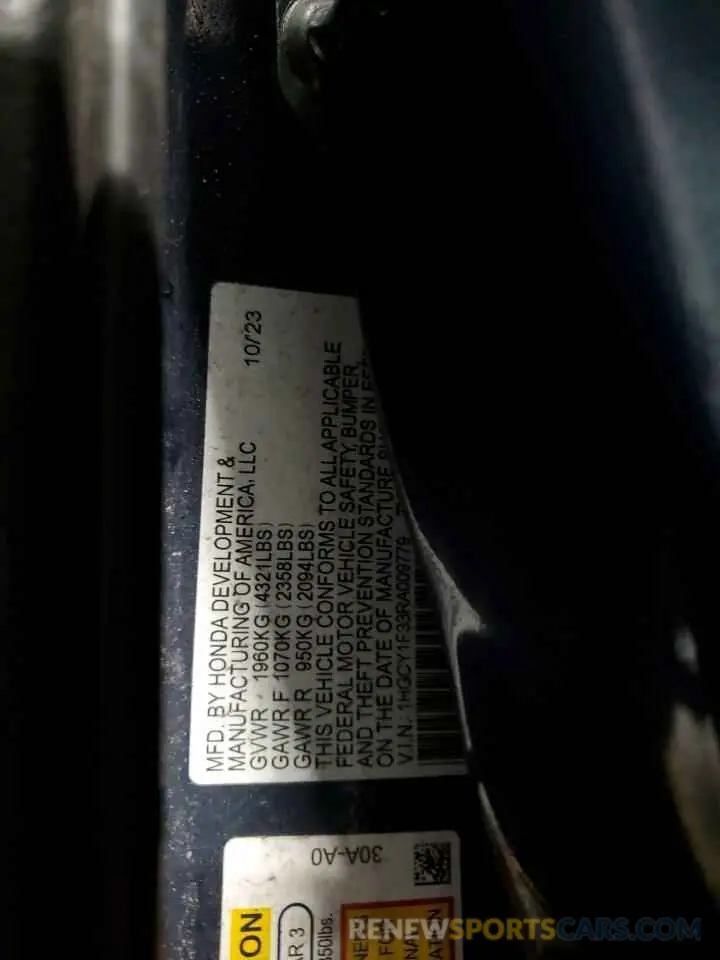 MFD. BY HONDA DEVELOPMENT &
MANUFACTURING OF AMERICA, LLC 10/23
GVWR 1960KG (4321LBS)
GAWR F 1070KG (2358LBS)
GAWR R 950KG (2094LBS)
THIS VEHICLE CONFORMS TO ALL APPLICABLE
FEDERAL MOTOR VEHICLE SAFETY, BUMPER,
AND THEFT PREVENTION STANDARDS IN
ON THE DATE OF MANUFACTURE
V.I.N.: 1HGCY1F33RA009779
30A-A0
RENEWSPORTSCARS.COM